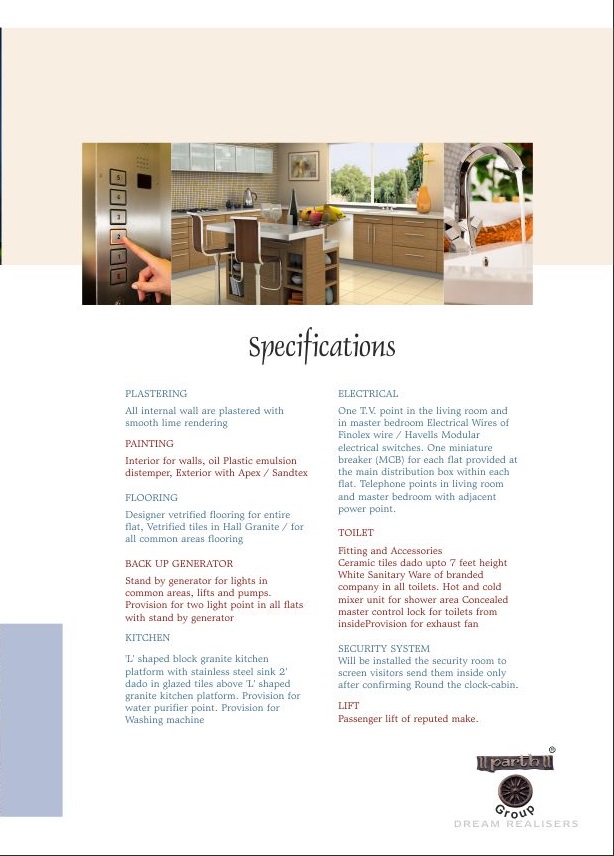 5
4
3
2
1
Specifications
PLASTERING
All internal wall are plastered with
smooth lime rendering
PAINTING
Interior for walls, oil Plastic emulsion
distemper, Exterior with Apex / Sandtex
FLOORING
Designer vetrified flooring for entire
flat, Vetrified tiles in Hall Granite / for
all common areas flooring
BACK UP GENERATOR
Stand by generator for lights in
common areas, lifts and pumps.
Provision for two light point in all flats
with stand by generator
KITCHEN
'L' shaped block granite kitchen
platform with stainless steel sink 2'
dado in glazed tiles above 'L' shaped
granite kitchen platform. Provision for
water purifier point. Provision for
Washing machine
ELECTRICAL
One T.V. point in the living room and
in master bedroom Electrical Wires of
Finolex wire / Havells Modular
electrical switches. One miniature
breaker (MCB) for each flat provided at
the main distribution box within each
flat. Telephone points in living room
and master bedroom with adjacent
power point.
TOILET
Fitting and Accessories
Ceramic tiles dado upto 7 feet height
White Sanitary Ware of branded
company in all toilets. Hot and cold
mixer unit for shower area Concealed
master control lock for toilets from
insideProvision for exhaust fan
SECURITY SYSTEM
Will be installed the security room to
screen visitors send them inside only
after confirming Round the clock-cabin.
LIFT
Passenger lift of reputed make.
parth ®
Group
DREAM REALISERS